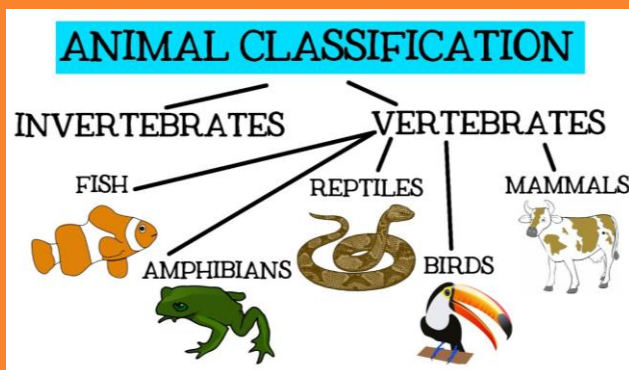 ANIMAL CLASSIFICATION
INVERTEBRATES
VERTEBRATES
FISH
REPTILES
MAMMALS
AMPHIBIANS
BIRDS